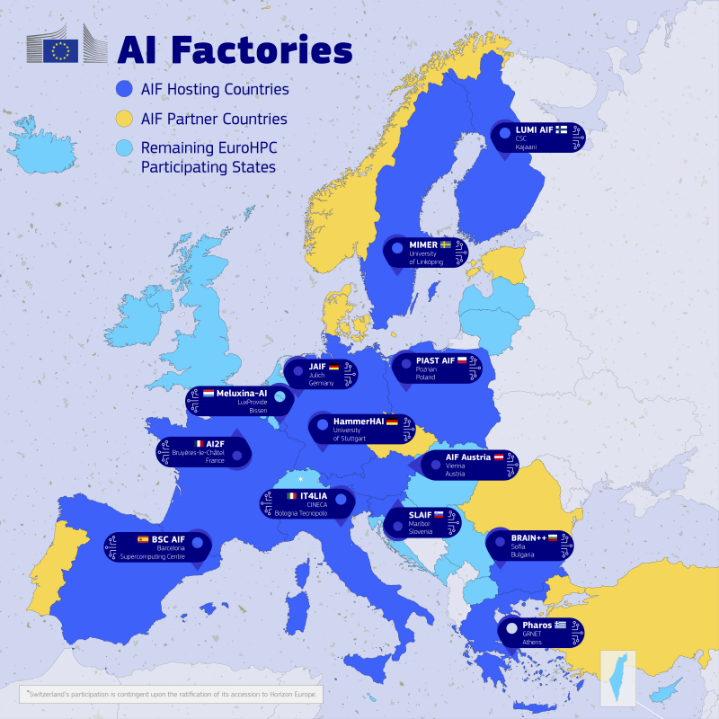 AI Factories
AIF Hosting Countries
AIF Partner Countries
Remaining EuroHPC
Participating States
LUMI AIF
CSC
Kajaani
MIMER
University
of Linköping
JAIF
Julich
Germany
PIAST AIF
Poznan
Poland
Meluxina-AI
LuxProvide
Bissen
HammerHAI
University
of Stuttgart
AI2F
Bruyères-le-Châtel
France
AIF Austria
Vienna
Austria
*
IT4LIA
CINECA
Bologna Tecnopolo
SLAIF
Maribor
Slovenia
BSC AIF
Barcelona
Supercomputing Centre
BRAIN++
Sofia
Bulgaria
Pharos
GRNET
Athens
*Switzerland's participation is contingent upon the ratification of its accession to Horizon Europe.